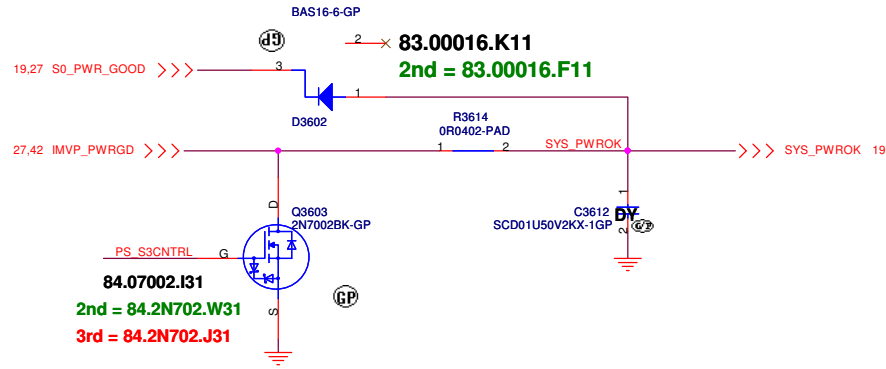 BAS16-6-GP
GP
2
83.00016.K11
2nd = 83.00016.F11
19,27 S0_PWR_GOOD
3
1
D3602
R3614
0R0402-PAD
27,42 IMVP_PWRGD
1
2
SYS_PWROK
SYS_PWROK 19
D
Q3603
2N7002BK-GP
1
C3612
DY
SCD01U50V2KX-1GP
2
G/P
PS_S3CNTRL
G
84.07002.I31
2nd = 84.2N702.W31
3rd = 84.2N702.J31
S
GP